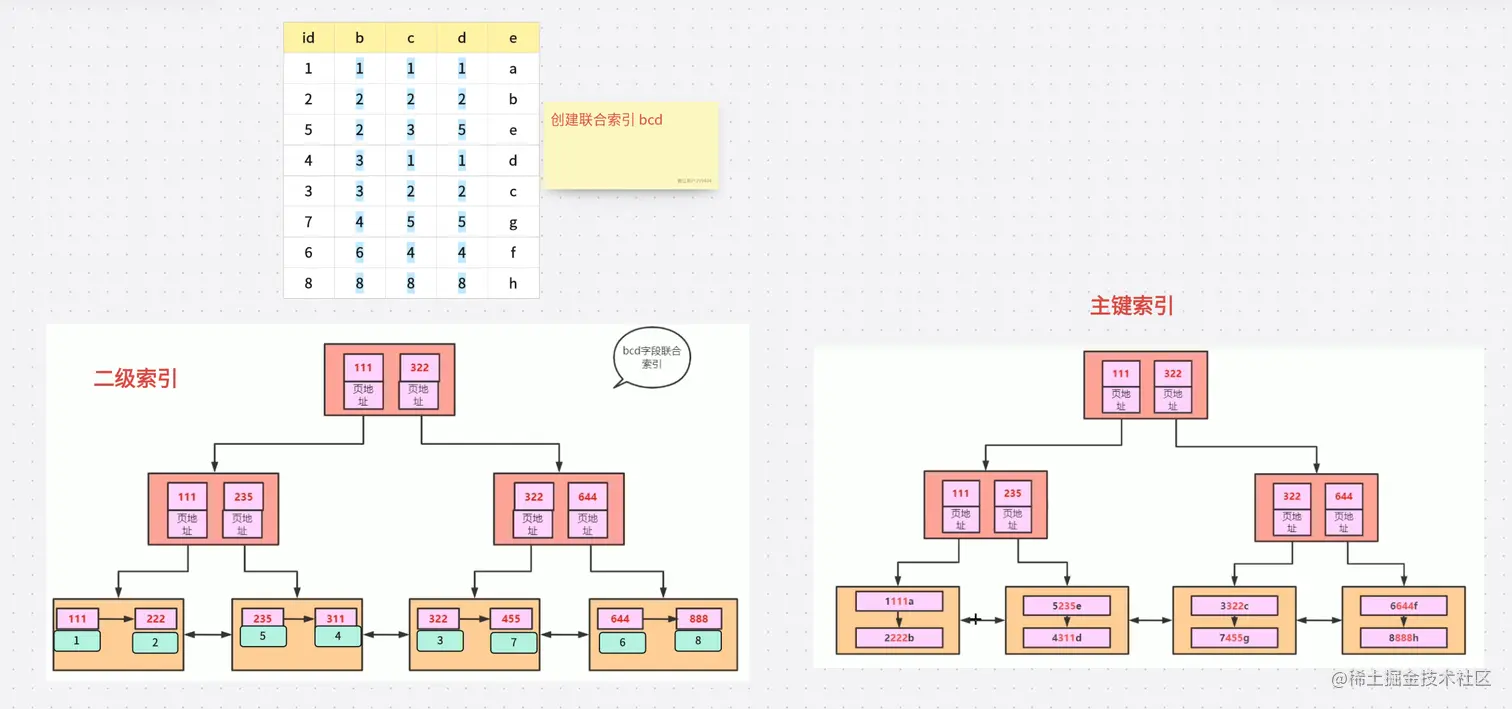 id b c d e
1 1 1 1 a
2 2 2 2 b
5 2 3 5 e
4 3 1 1 d
3 3 2 2 c
7 4 5 5 g
6 6 4 4 f
8 8 8 8 h
创建联合索引 bcd
二级索引
bcd字段联合
索引
111 322
页地 页地
址 址
111 235
页地 页地
址 址
322 644
页地 页地
址 址
111 222
1 2
235 311
5 4
322 455
3 7
644 888
6 8
主键索引
111 322
页地 页地
址 址
111 235
页地 页地
址 址
322 644
页地 页地
址 址
1111a
2222b
5235e
4311d
3322c
7455g
6644f
8888h
@稀土掘金技术社区